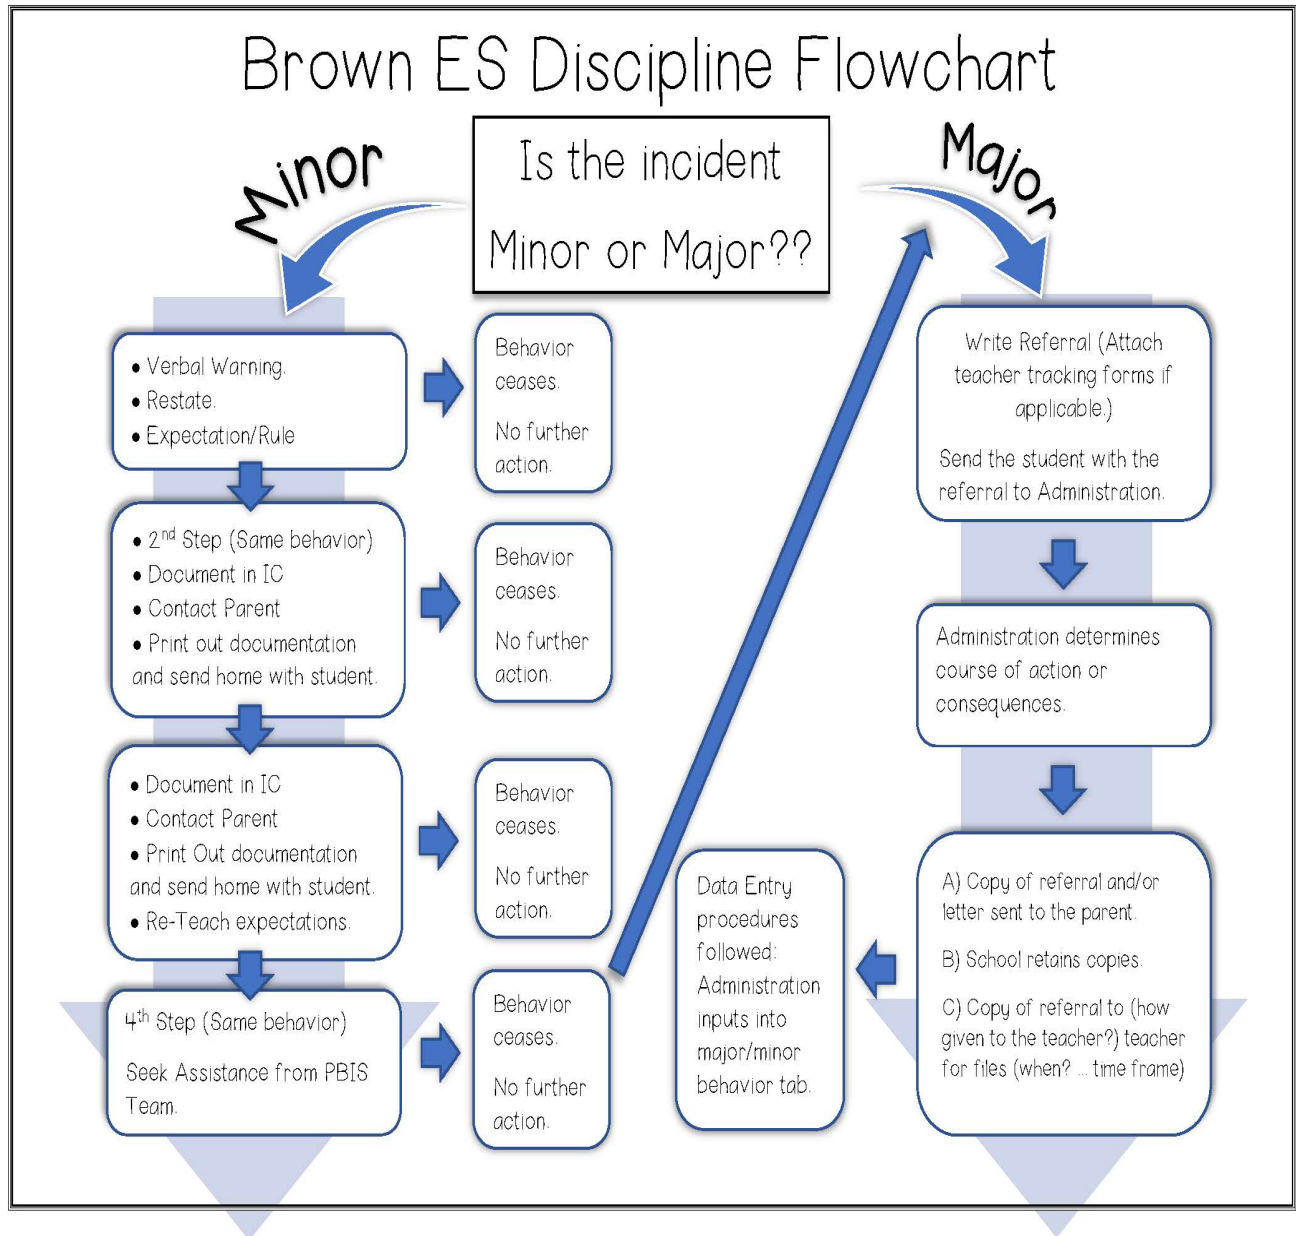 Brown ES Discipline Flowchart
Minor
Is the incident
Minor or Major??
Major
• Verbal Warning.
• Restate.
• Expectation/Rule
Behavior
ceases.
No further
action.
• 2nd Step (Same behavior)
• Document in IC
• Contact Parent
• Print out documentation
and send home with student.
Behavior
ceases.
No further
action.
• Document in IC
• Contact Parent
• Print Out documentation
and send home with student.
• Re-Teach expectations.
Behavior
ceases.
No further
action.
4th Step (Same behavior)
Seek Assistance from PBIS
Team.
Behavior
ceases.
No further
action.
Write Referral (Attach
teacher tracking forms if
applicable.)
Send the student with the
referral to Administration.
Administration determines
course of action or
consequences.
A) Copy of referral and/or
letter sent to the parent.
B) School retains copies.
C) Copy of referral to (how
given to the teacher?) teacher
for files (when? ... time frame)
Data Entry
procedures
followed:
Administration
inputs into
major/minor
behavior tab.